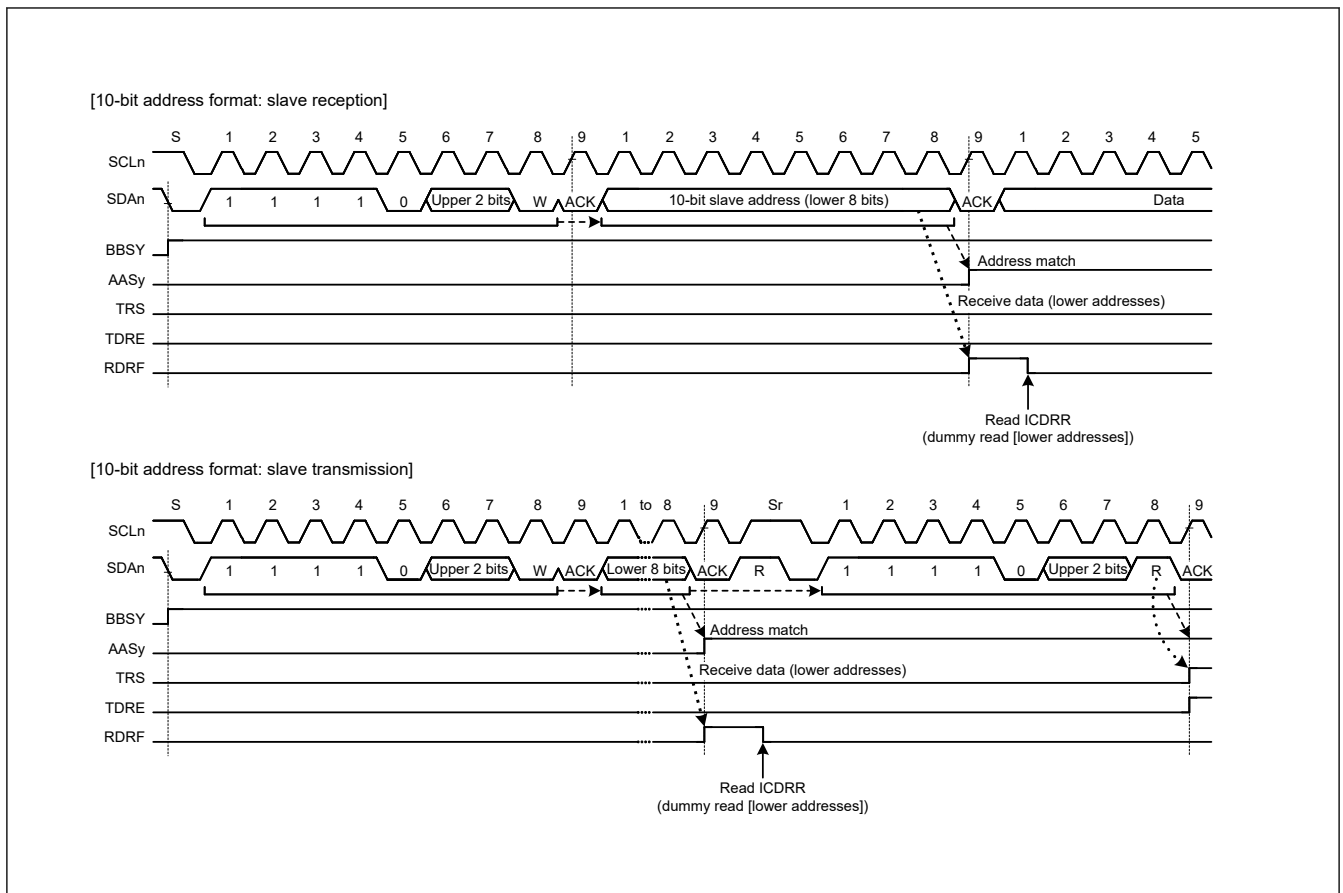 [10-bit address format: slave reception]
S 1 2 3 4 5 6 7 8 9 1 2 3 4 5 6 7 8 9 1 2 3 4 5
SCLn
SDAn 1 1 1 1 0 Upper 2 bits W ACK 10-bit slave address (lower 8 bits) ACK Data
BBSY
Address match
AASy
Receive data (lower addresses)
TRS
TDRE
RDRF
Read ICDRR
(dummy read [lower addresses])
[10-bit address format: slave transmission]
S 1 2 3 4 5 6 7 8 9 1 to 8 9 Sr 1 2 3 4 5 6 7 8 9
SCLn
SDAn 1 1 1 1 0 Upper 2 bits W ACK Lower 8 bits ACK R 1 1 1 1 0 Upper 2 bits R ACK
BBSY
Address match
AASy
Receive data (lower addresses)
TRS
TDRE
RDRF
Read ICDRR
(dummy read [lower addresses])